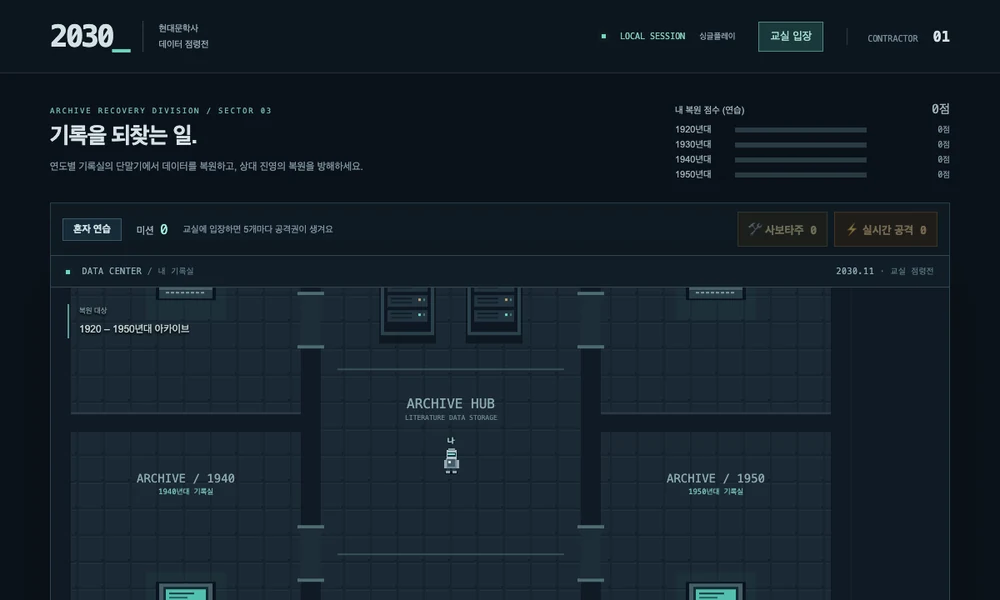 2030_
현대문학사
데이터 점령전
LOCAL SESSION 싱글플레이
교실 입장
CONTRACTOR 01
ARCHIVE RECOVERY DIVISION / SECTOR 03
기록을 되찾는 일.
연도별 기록실의 단말기에서 데이터를 복원하고, 상대 진영의 복원을 방해하세요.
내 복원 점수 (연습) 0점
1920년대 0점
1930년대 0점
1940년대 0점
1950년대 0점
혼자 연습
미션 0
교실에 입장하면 5개마다 공격권이 생겨요
사보타주 0
실시간 공격 0
DATA CENTER / 내 기록실
2030.11 · 교실 점령전
복원 대상
1920 – 1950년대 아카이브
ARCHIVE HUB
LITERATURE DATA STORAGE
나
ARCHIVE / 1940
1940년대 기록실
ARCHIVE / 1950
1950년대 기록실